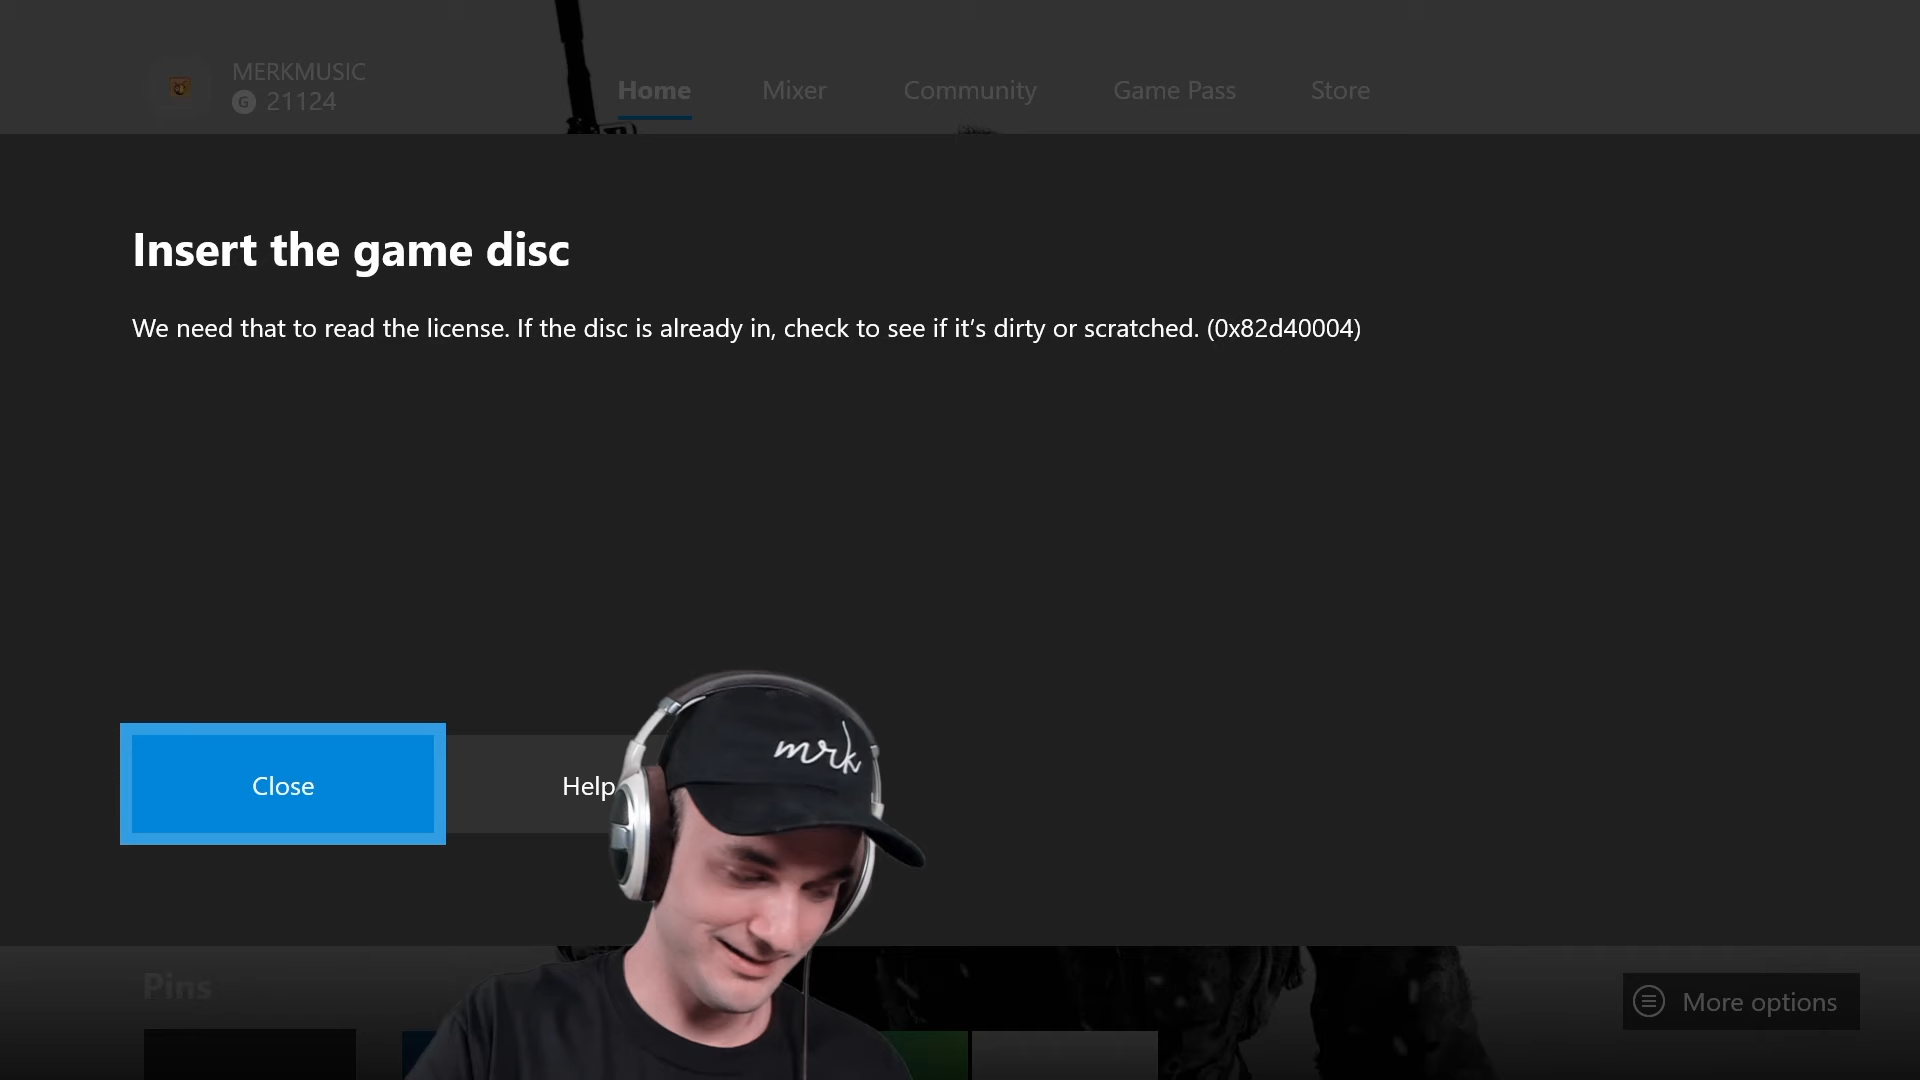 MERKMUSIC
G 21124
Home Mixer Community Game Pass Store
Insert the game disc
We need that to read the license. If the disc is already in, check to see if it’s dirty or scratched. (0x82d40004)
mrk
Close Help
Pins
More options